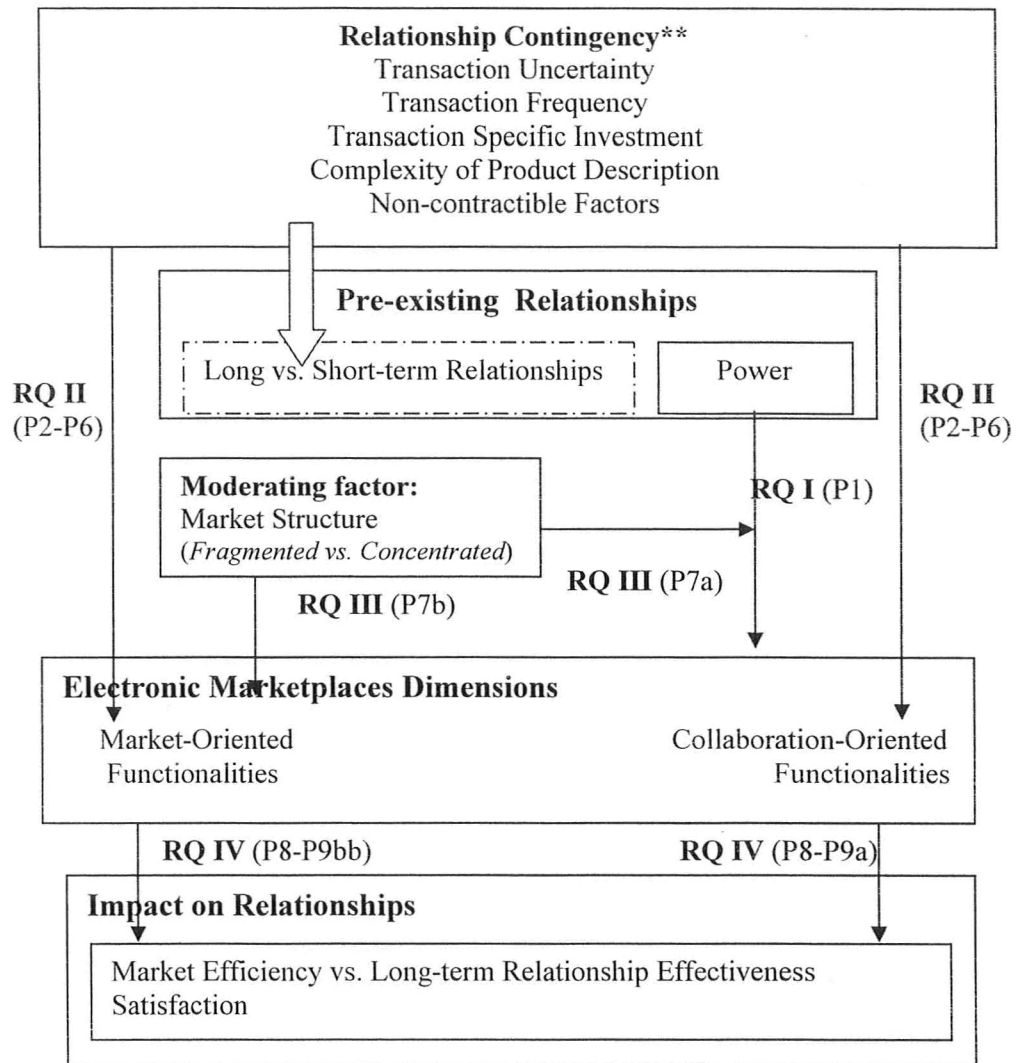 Relationship Contingency**
Transaction Uncertainty
Transaction Frequency
Transaction Specific Investment
Complexity of Product Description
Non-contractible Factors
Pre-existing Relationships
Long vs. Short-term Relationships
Power
RQ II
(P2-P6)
RQ II
(P2-P6)
RQ I (P1)
Moderating factor:
Market Structure
(Fragmented vs. Concentrated)
RQ III (P7a)
RQ III (P7b)
Electronic Marketplaces Dimensions
Market-Oriented
Functionalities
Collaboration-Oriented
Functionalities
RQ IV (P8-P9bb)
RQ IV (P8-P9a)
Impact on Relationships
Market Efficiency vs. Long-term Relationship Effectiveness
Satisfaction